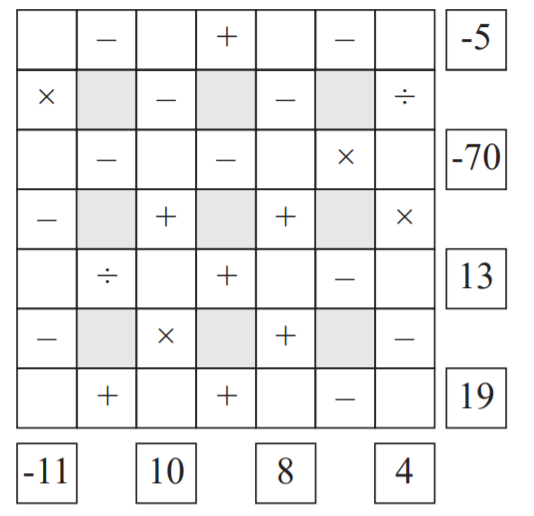 – + – -5
× – – ÷
– – × -70
– + + ×
÷ + – 13
– × + –
+ + – 19
-11 10 8 4